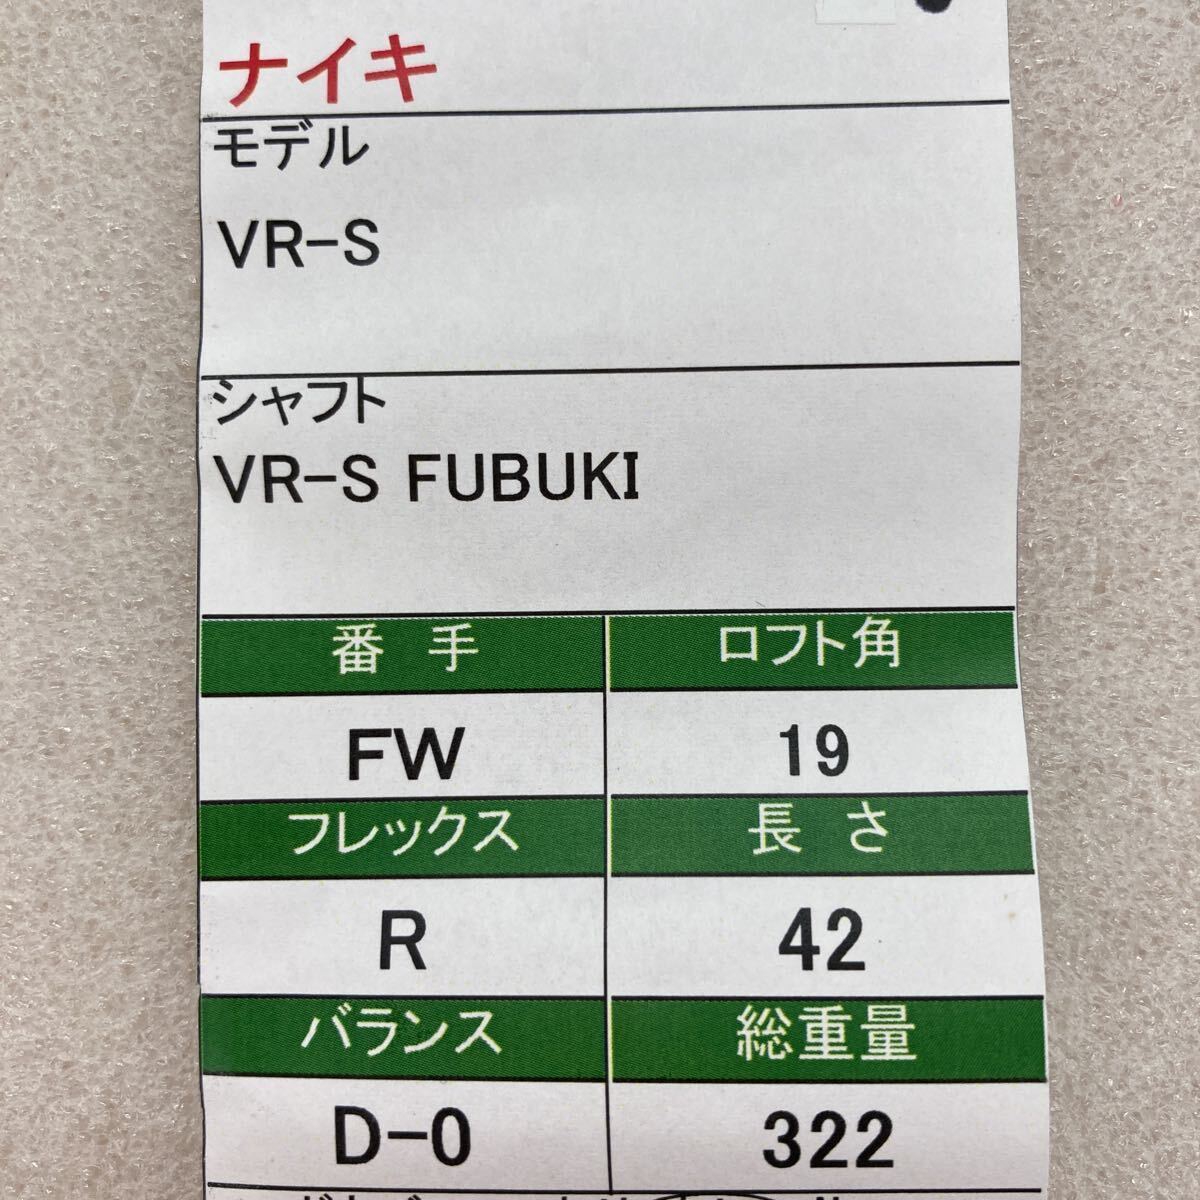 ナイキ
モデル
VR-S
シャフト
VR-S FUBUKI
番 手 ロフト角
FW 19
フレックス 長 さ
R 42
バランス 総重量
D-0 322